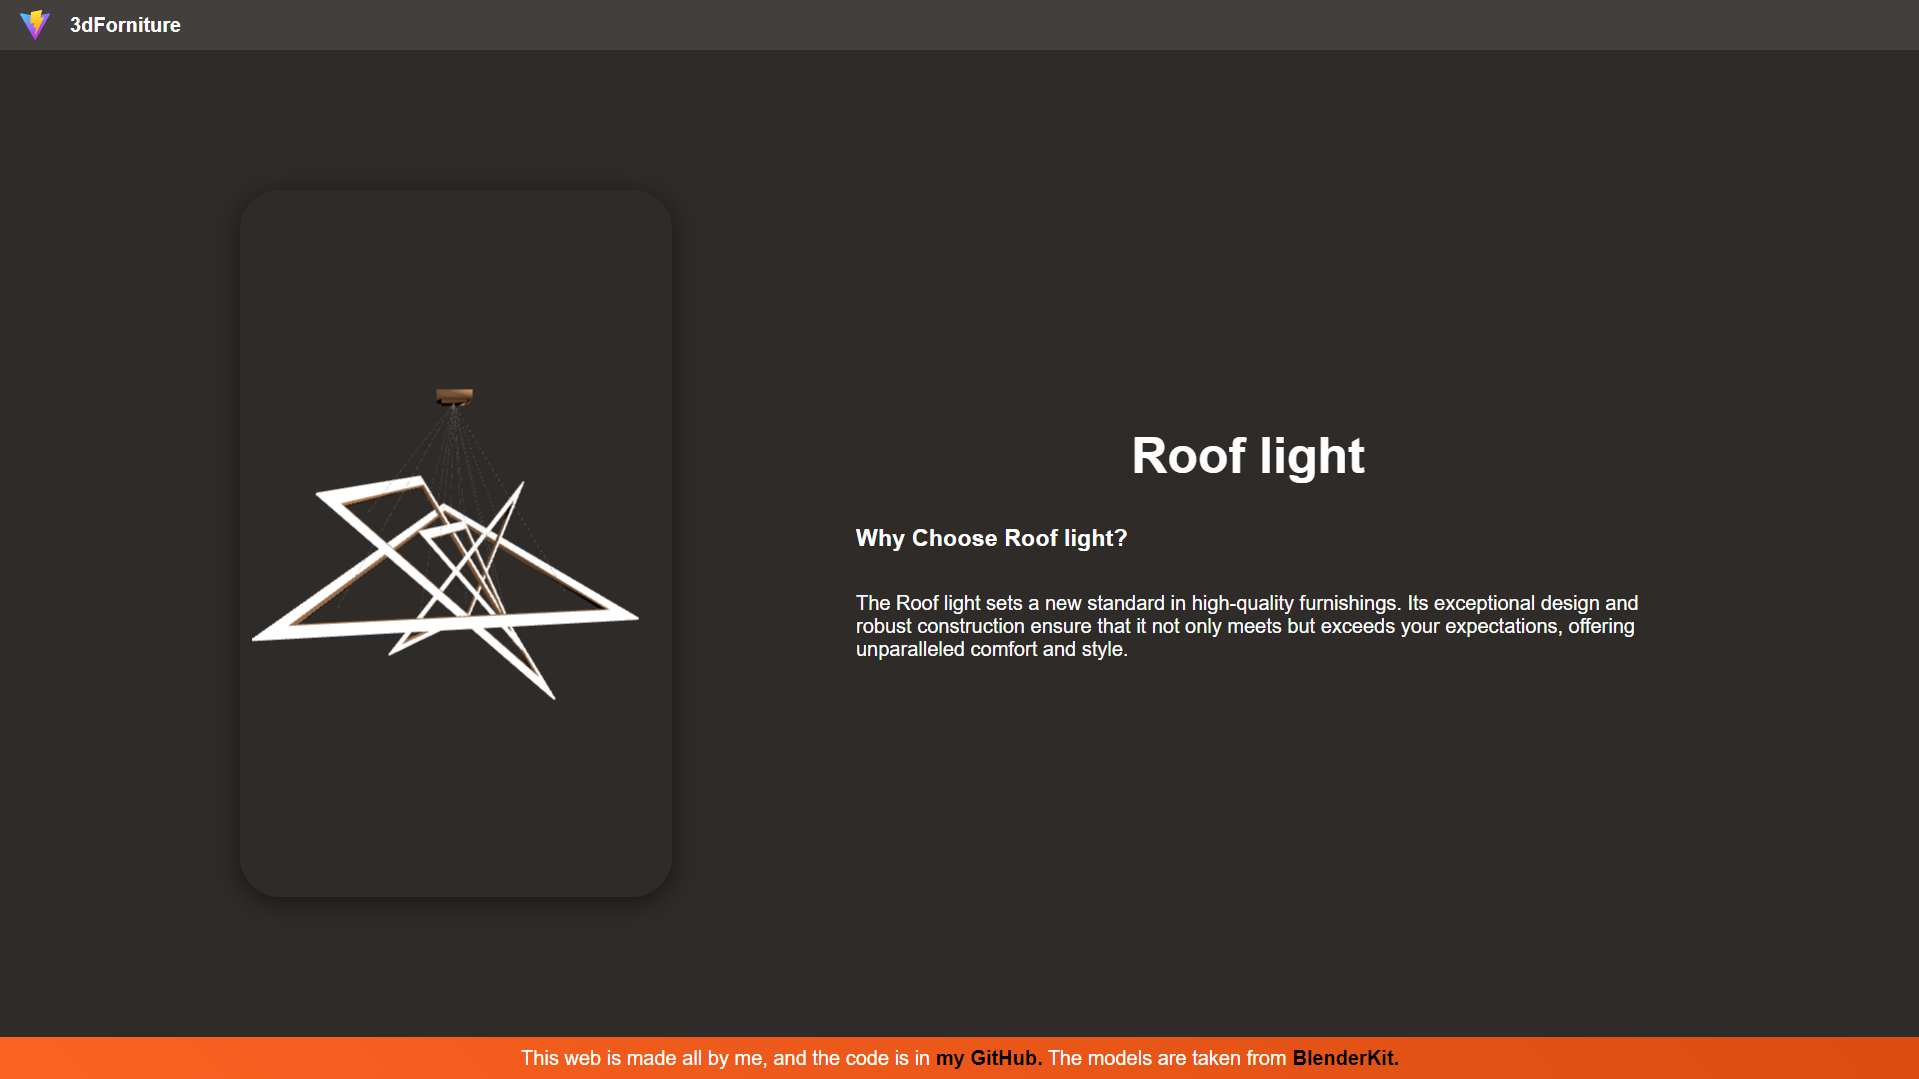 3dForniture
Roof light
Why Choose Roof light?
The Roof light sets a new standard in high-quality furnishings. Its exceptional design and
robust construction ensure that it not only meets but exceeds your expectations, offering
unparalleled comfort and style.
This web is made all by me, and the code is in my GitHub. The models are taken from BlenderKit.